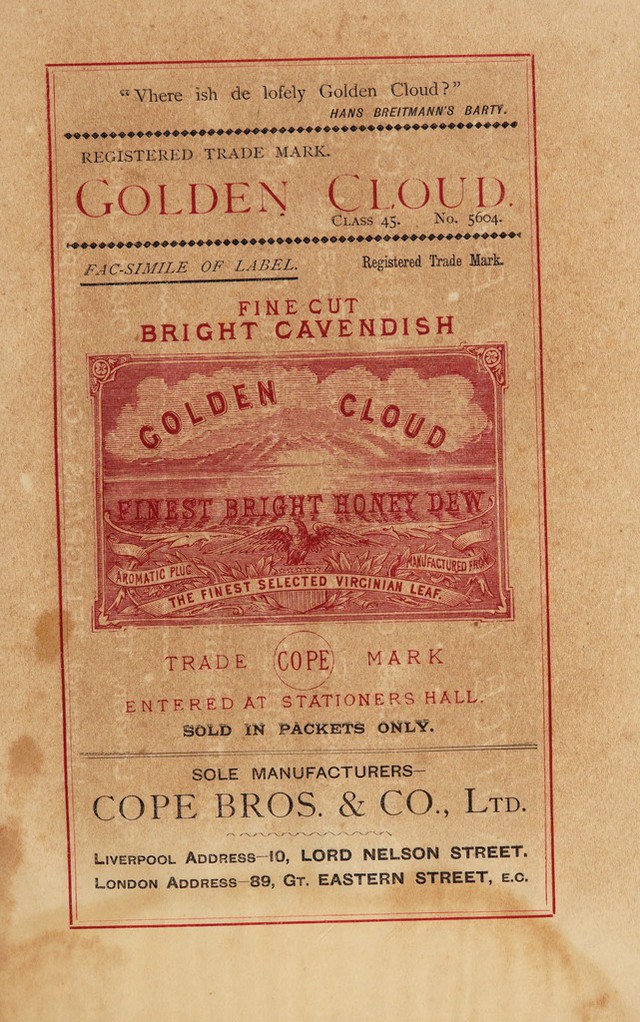 “Vhere ish de lofely Golden Cloud?”
HANS BREITMANN'S BARTY.
REGISTERED TRADE MARK.
GOLDEN CLOUD.
CLASS 45. No. 5604.
FAC-SIMILE OF LABEL. Registered Trade Mark.
FINE CUT
BRIGHT CAVENDISH
GOLDEN CLOUD
FINEST BRIGHT HONEY DEW
AROMATIC PLUG MANUFACTURED FROM
THE FINEST SELECTED VIRGINIAN LEAF.
TRADE COPE MARK
ENTERED AT STATIONERS HALL.
SOLD IN PACKETS ONLY.
SOLE MANUFACTURERS—
COPE BROS. & CO., LTD.
LIVERPOOL ADDRESS—10, LORD NELSON STREET.
LONDON ADDRESS—89, GT. EASTERN STREET, E.C.